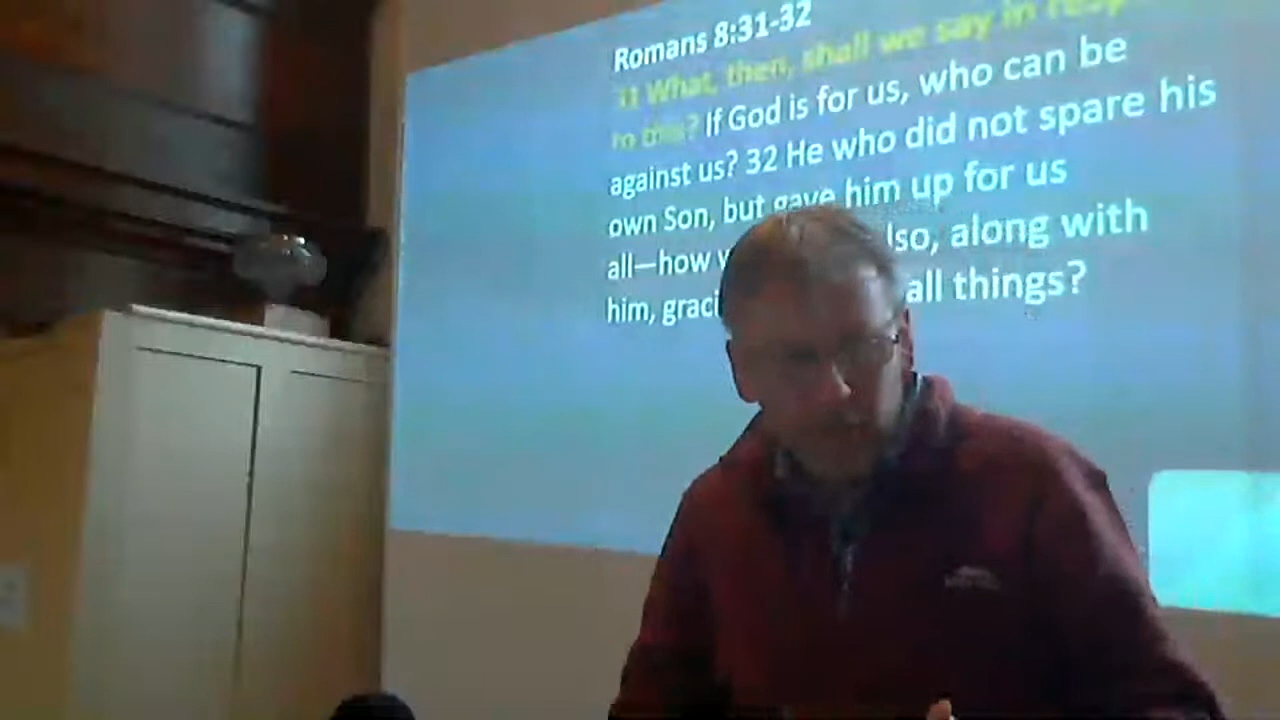 Romans 8:31-32
31 What, then, shall we say in
to this? If God is for us, who can be
against us? 32 He who did not spare his
own Son, but gave him up for us
all—how along with
him, all things?